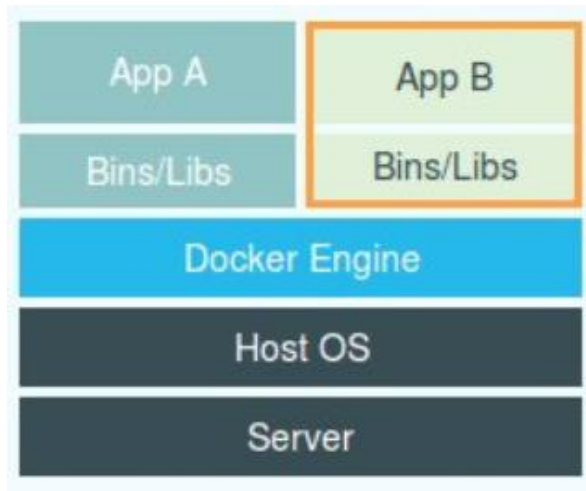 App A
App B
Bins/Libs
Bins/Libs
Docker Engine
Host OS
Server